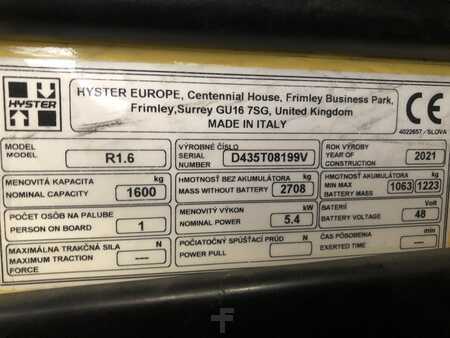 HYSTER
HYSTER EUROPE, Centennial House, Frimley Business Park,
Frimley,Surrey GU16 7SG, United Kingdom
MADE IN ITALY
CE
4022657 / SLOVA
MODEL
MODEL
R1.6
VÝROBNÉ ČÍSLO
SERIAL
NUMBER
D435T08199V
ROK VÝROBY
YEAR OF
CONSTRUCTION
2021
MENOVITÁ KAPACITA
NOMINAL CAPACITY
kg
1600
HMOTNOSŤ BEZ AKUMULÁTORA
MASS WITHOUT BATTERY
kg
2708
HMOTNOSŤ AKUMULÁTORA
MIN MAX
BATTERY MASS
kg
1063
1223
POČET OSÔB NA PALUBE
PERSON ON BOARD
1
MENOVITÝ VÝKON
NOMINAL POWER
kW
5.4
BATÉRIÍ
BATTERY VOLTAGE
Volt
48
MAXIMÁLNA TRAKČNÁ SILA
MAXIMUM TRACTION
FORCE
N
---
POČIATOČNÝ SPÚŠŤACÍ PRÚD
POWER PULL
N
---
ČAS PÔSOBENIA
EXERTED TIME
min
---